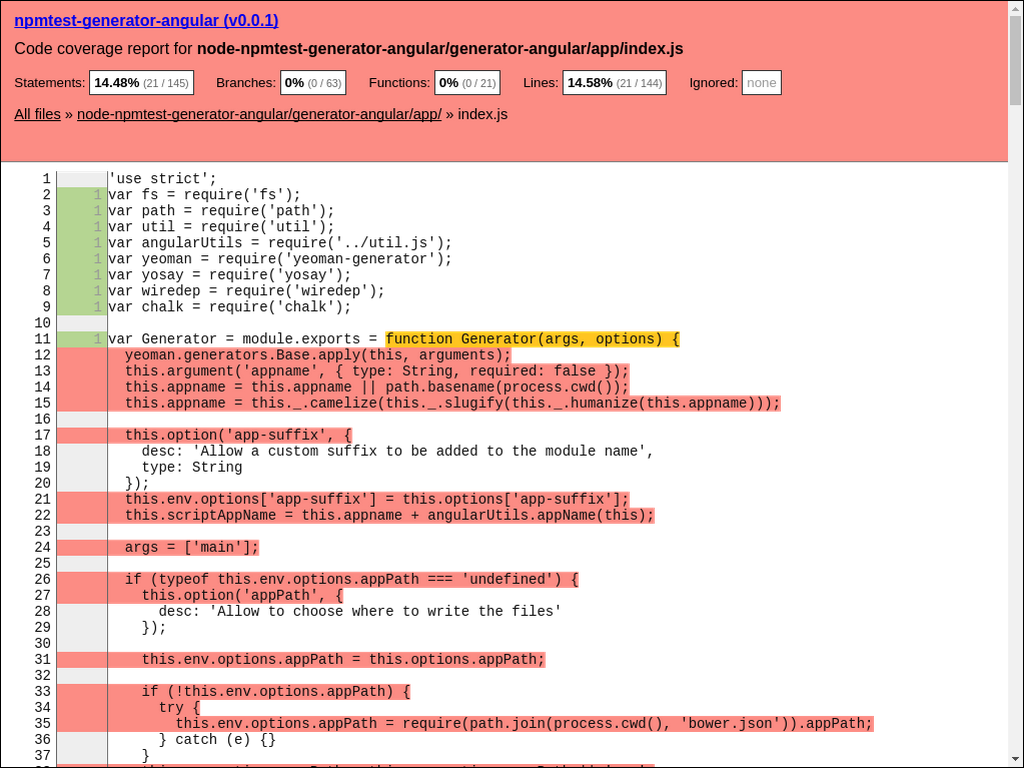 npmtest-generator-angular (v0.0.1)
Code coverage report for node-npmtest-generator-angular/generator-angular/app/index.js
Statements: 14.48% (21 / 145) Branches: 0% (0 / 63) Functions: 0% (0 / 21) Lines: 14.58% (21 / 144) Ignored: none
All files » node-npmtest-generator-angular/generator-angular/app/ » index.js
1 'use strict';
2 1 var fs = require('fs');
3 1 var path = require('path');
4 1 var util = require('util');
5 1 var angularUtils = require('../util.js');
6 1 var yeoman = require('yeoman-generator');
7 1 var yosay = require('yosay');
8 1 var wiredep = require('wiredep');
9 1 var chalk = require('chalk');
10
11 1 var Generator = module.exports = function Generator(args, options) {
12 yeoman.generators.Base.apply(this, arguments);
13 this.argument('appname', { type: String, required: false });
14 this.appname = this.appname || path.basename(process.cwd());
15 this.appname = this._.camelize(this._.slugify(this._.humanize(this.appname)));
16
17 this.option('app-suffix', {
18 desc: 'Allow a custom suffix to be added to the module name',
19 type: String
20 });
21 this.env.options['app-suffix'] = this.options['app-suffix'];
22 this.scriptAppName = this.appname + angularUtils.appName(this);
23
24 args = ['main'];
25
26 if (typeof this.env.options.appPath === 'undefined') {
27 this.option('appPath', {
28 desc: 'Allow to choose where to write the files'
29 });
30
31 this.env.options.appPath = this.options.appPath;
32
33 if (!this.env.options.appPath) {
34 try {
35 this.env.options.appPath = require(path.join(process.cwd(), 'bower.json')).appPath;
36 } catch (e) {}
37 }